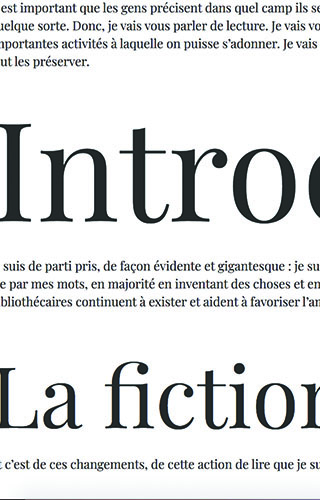 est important que les gens précisent dans quel camp ils se
quelque sorte. Donc, je vais vous parler de lecture. Je vais vo
mportantes activités à laquelle on puisse s'adonner. Je vais
ut les préserver.
Introd
suis de parti pris, de façon évidente et gigantesque : je su
e par mes mots, en majorité en inventant des choses et en
bliothécaires continuent à exister et aident à favoriser l'am
La fiction
t c'est de ces changements, de cette action de lire que je su